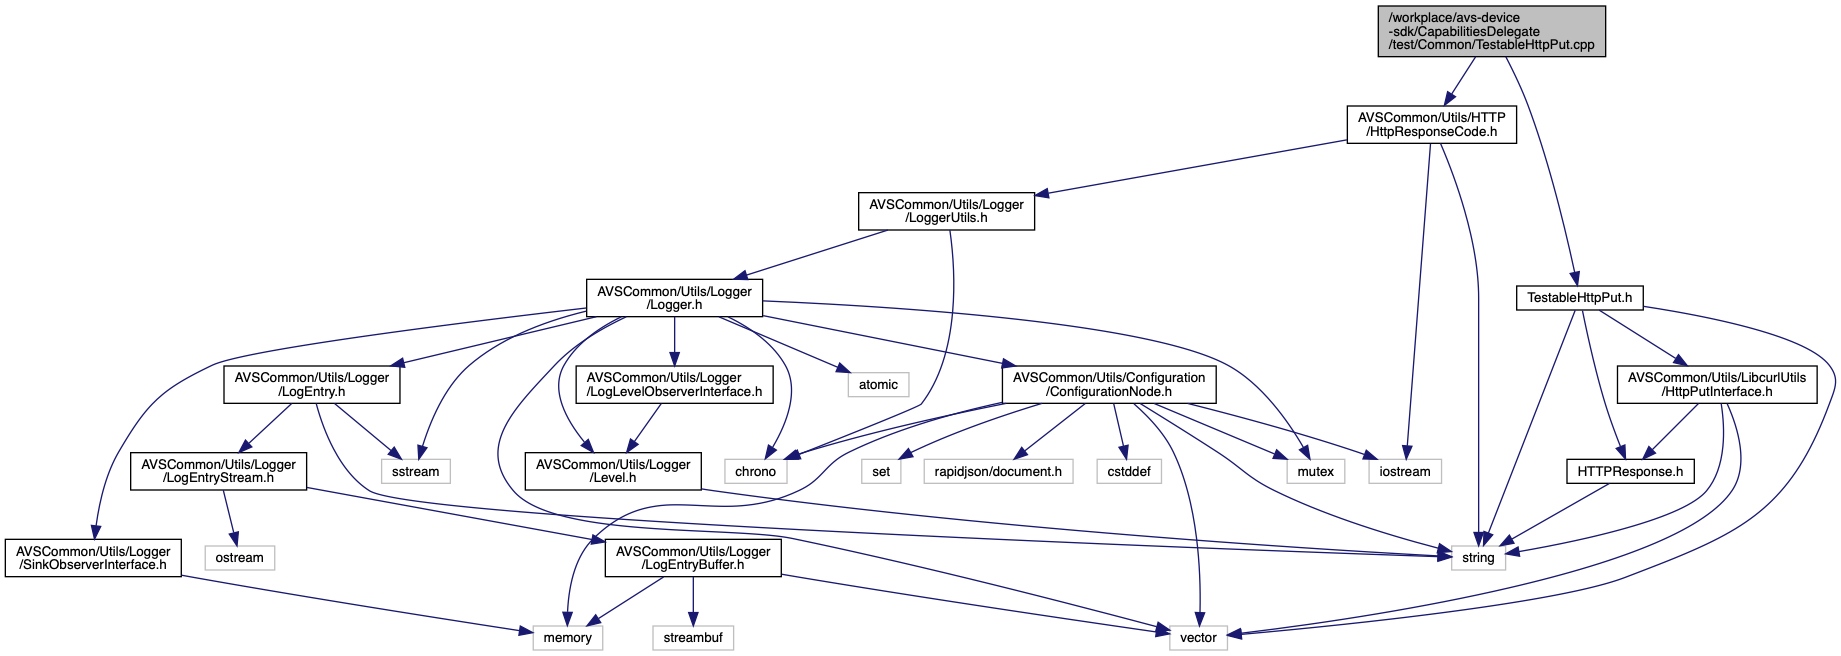 /workplace/avs-device
-sdk/CapabilitiesDelegate
/test/Common/TestableHttpPut.cpp
AVSCommon/Utils/HTTP
/HttpResponseCode.h
AVSCommon/Utils/Logger
/LoggerUtils.h
AVSCommon/Utils/Logger
/Logger.h
TestableHttpPut.h
AVSCommon/Utils/Logger
/LogEntry.h
AVSCommon/Utils/Logger
/LogLevelObserverInterface.h
atomic
AVSCommon/Utils/Configuration
/ConfigurationNode.h
AVSCommon/Utils/LibcurlUtils
/HttpPutInterface.h
AVSCommon/Utils/Logger
/LogEntryStream.h
sstream
AVSCommon/Utils/Logger
/Level.h
chrono
set
rapidjson/document.h
cstddef
mutex
iostream
HTTPResponse.h
AVSCommon/Utils/Logger
/SinkObserverInterface.h
ostream
AVSCommon/Utils/Logger
/LogEntryBuffer.h
string
memory
streambuf
vector